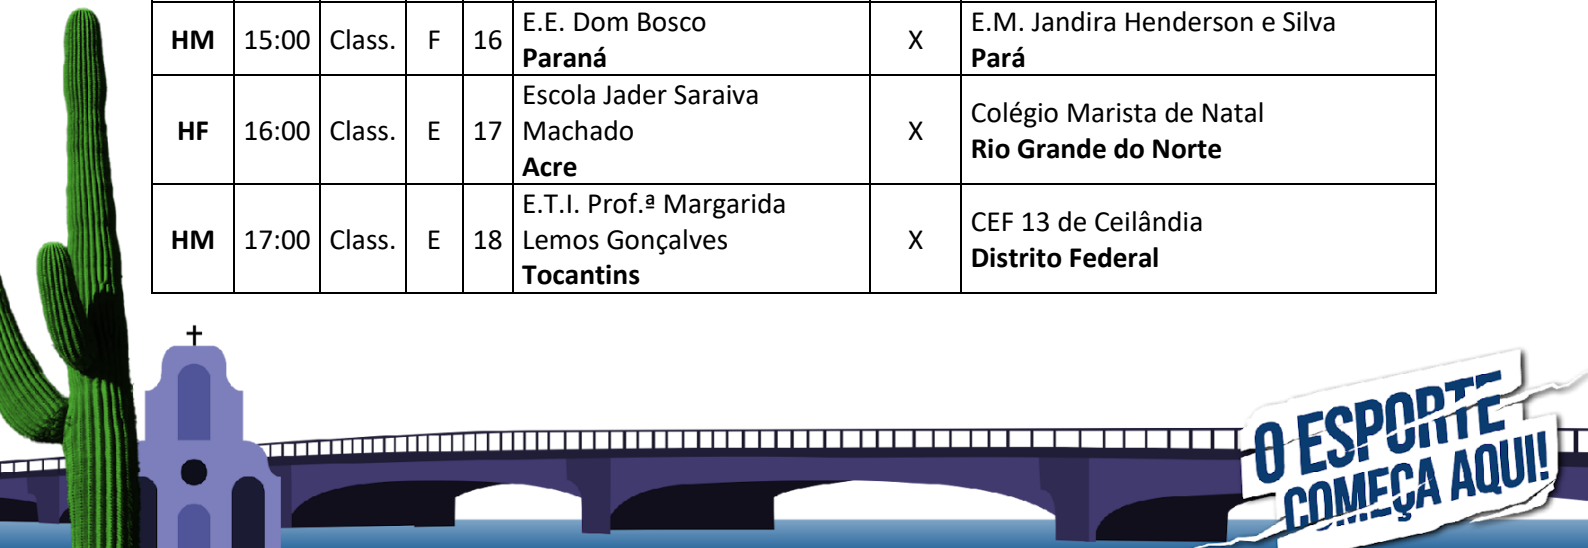 HM 15:00 Class. F 16 E.E. Dom Bosco X E.M. Jandira Henderson e Silva
Paraná Pará
HF 16:00 Class. E 17 Escola Jader Saraiva X Colégio Marista de Natal
Machado Rio Grande do Norte
Acre
HM 17:00 Class. E 18 E.T.I. Prof.ª Margarida X CEF 13 de Ceilândia
Lemos Gonçalves Distrito Federal
Tocantins
O ESPORTE
COMEÇA AQUI!